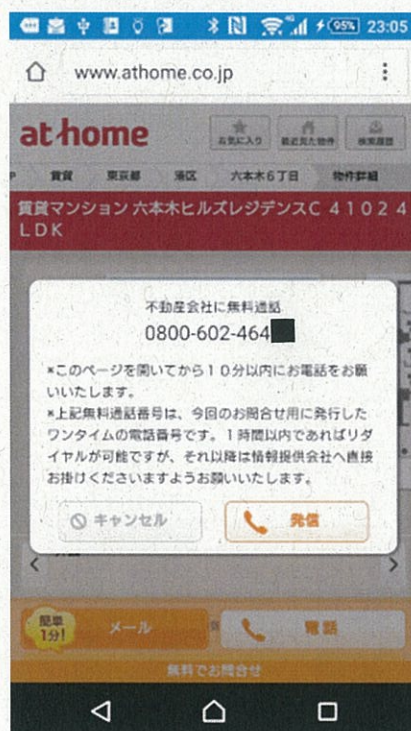 95% 23:05
www.athome.co.jp
at home
お気に入り 最近見た物件 検索履歴
賃貸 東京都 港区 六本木6丁目 物件詳細
賃貸マンション 六本木ヒルズレジデンスC 41024
LDK
不動産会社に無料通話
0800-602-464
*このページを開いてから10分以内にお電話をお願
いいたします。
*上記無料通話番号は、今回のお問合せ用に発行した
ワンタイムの電話番号です。1時間以内であればリダ
イヤルが可能ですが、それ以降は情報提供会社へ直接
お掛けくださいますようお願いいたします。
キャンセル 発信
簡単
1分!
メール 電話
無料でお問合せ